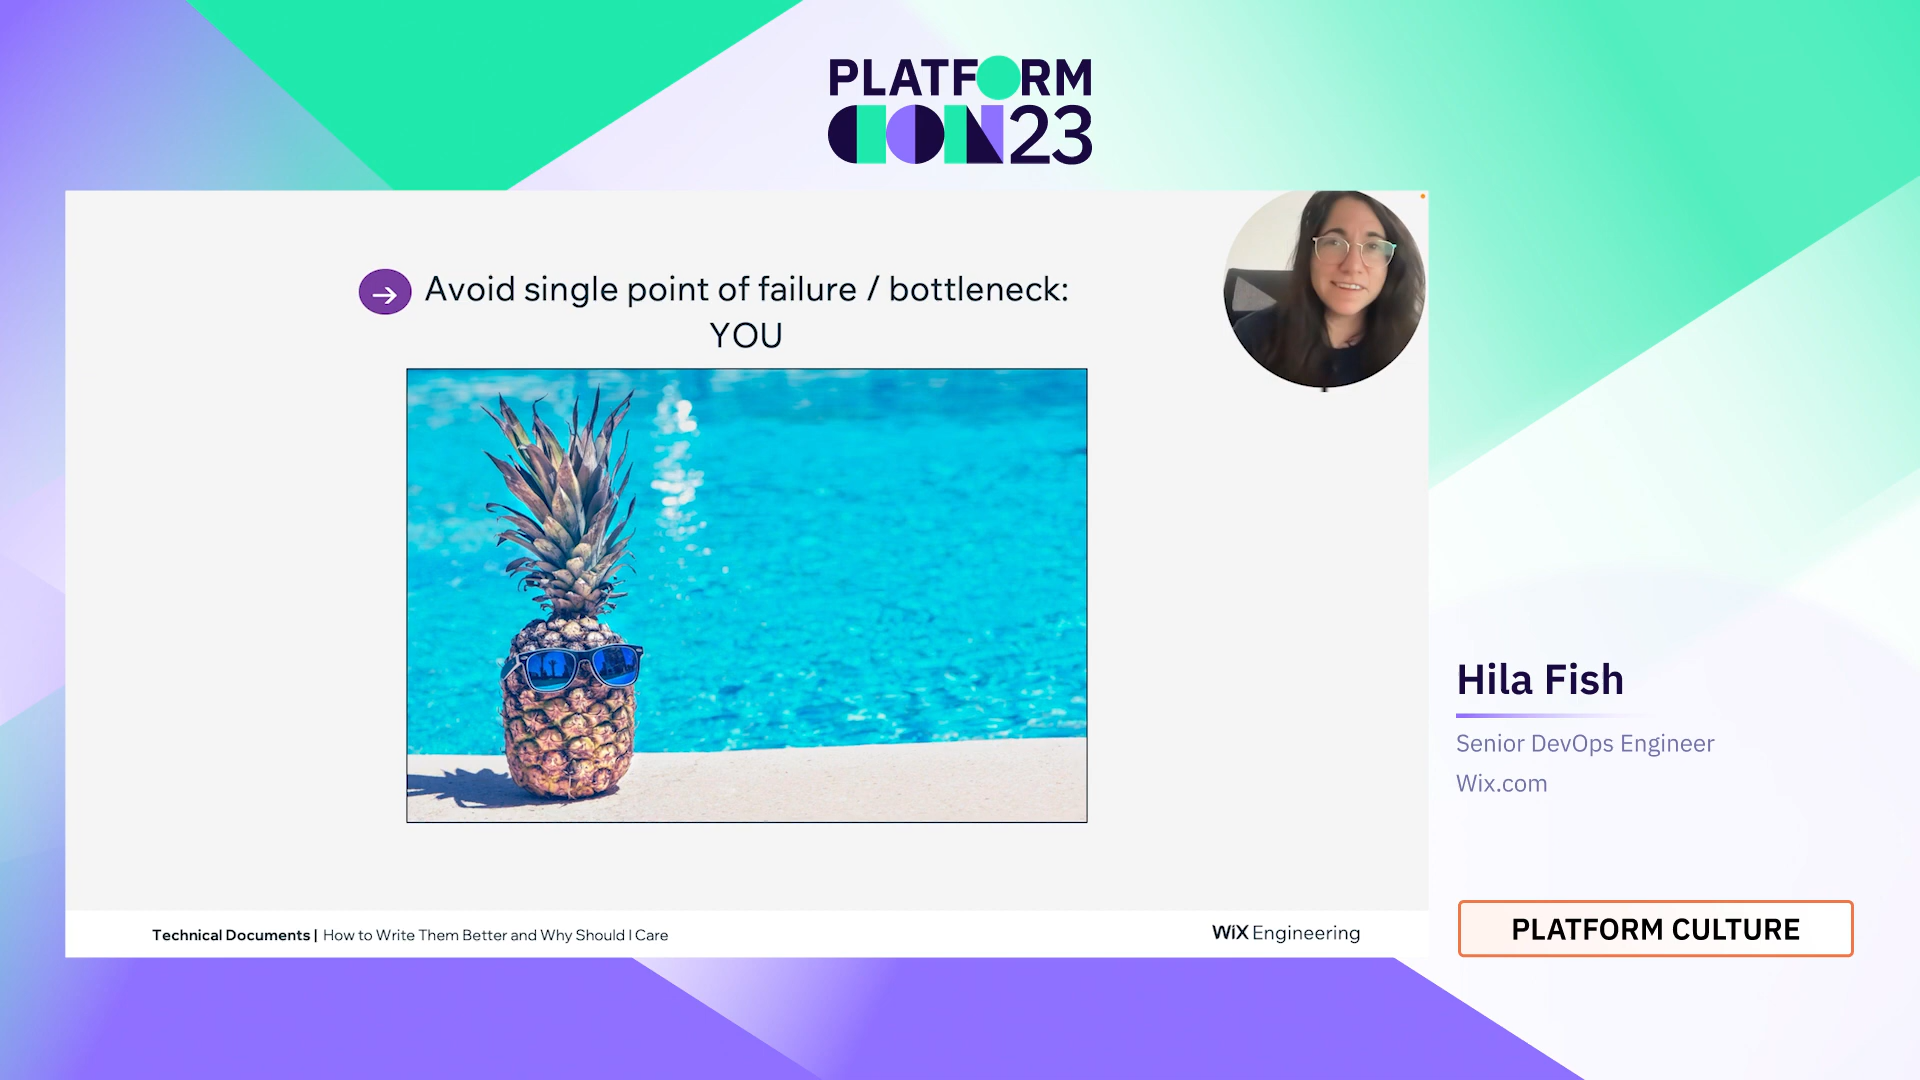 PLATFORM
CON23
Avoid single point of failure / bottleneck:
YOU
Technical Documents | How to Write Them Better and Why Should I Care
WiX Engineering
Hila Fish
Senior DevOps Engineer
Wix.com
PLATFORM CULTURE